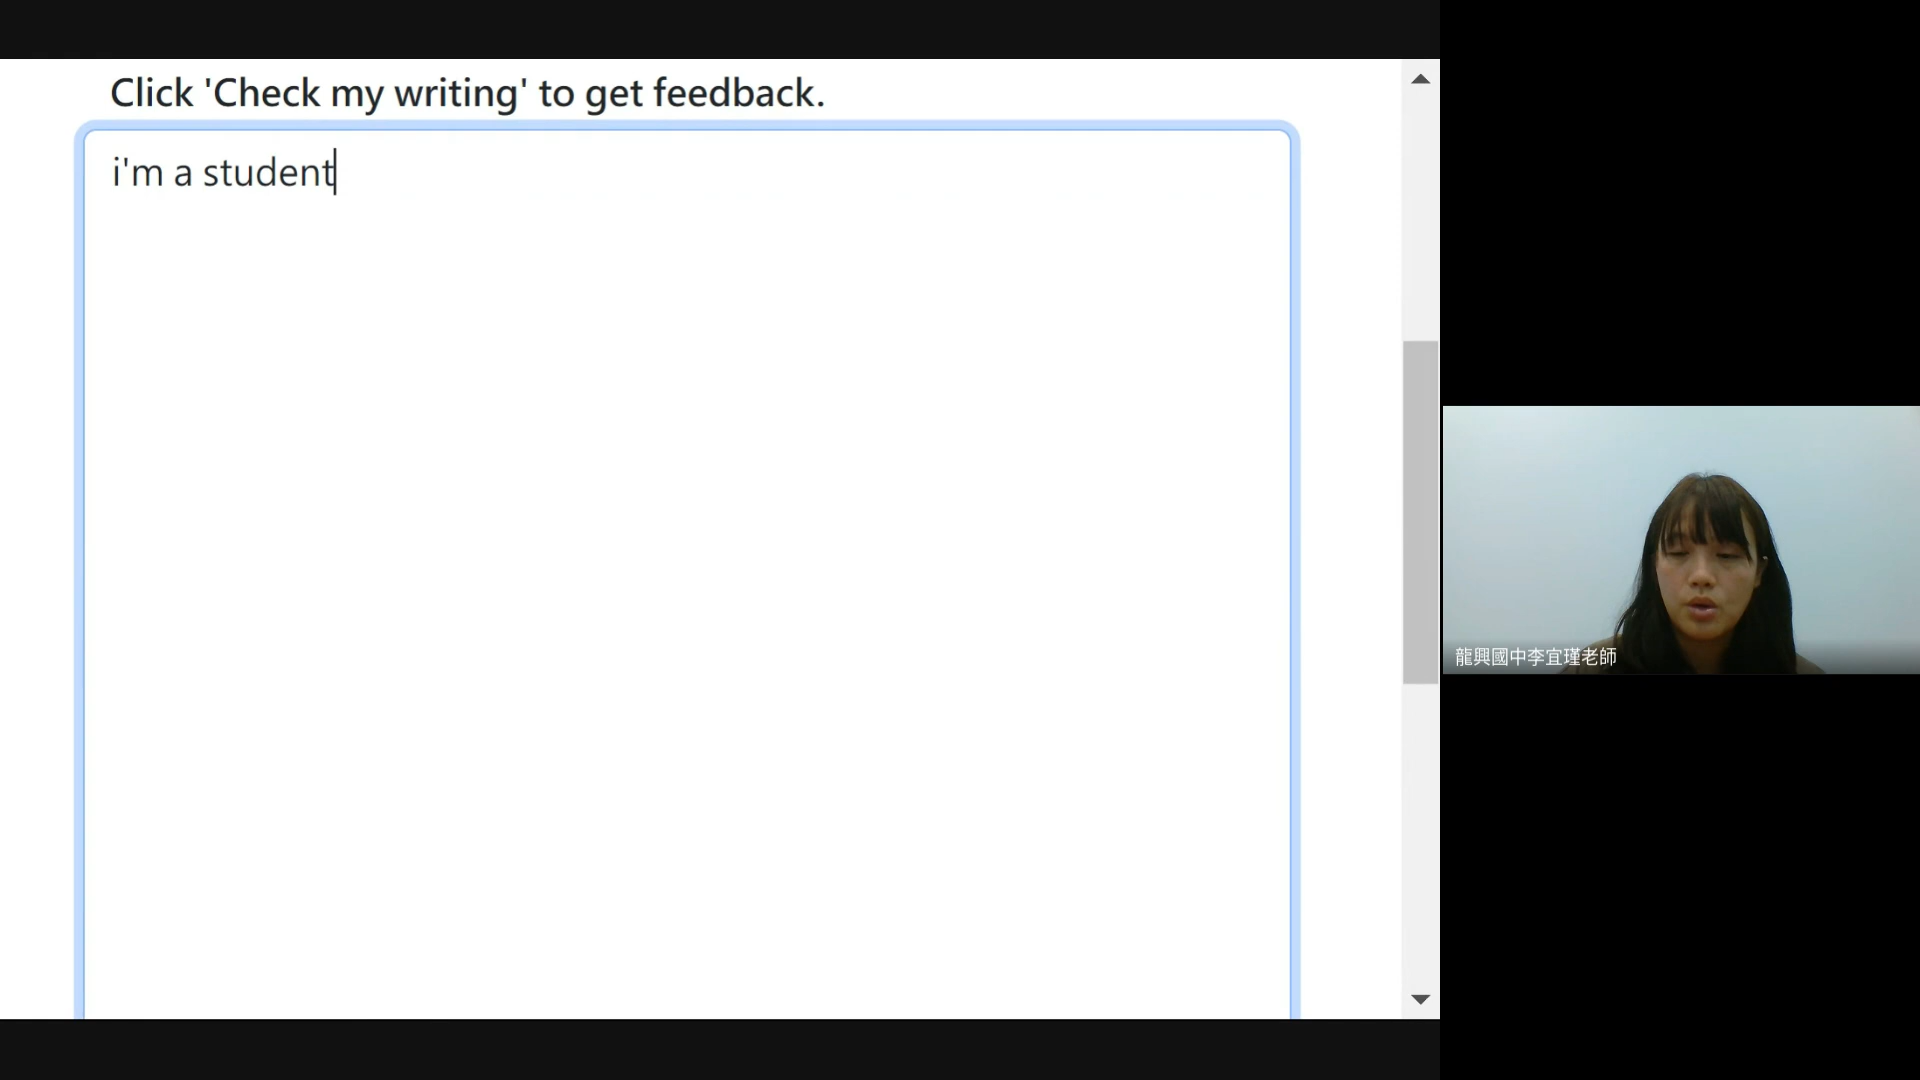 Click 'Check my writing' to get feedback.
i'm a student
龍興國中李宜瑾老師